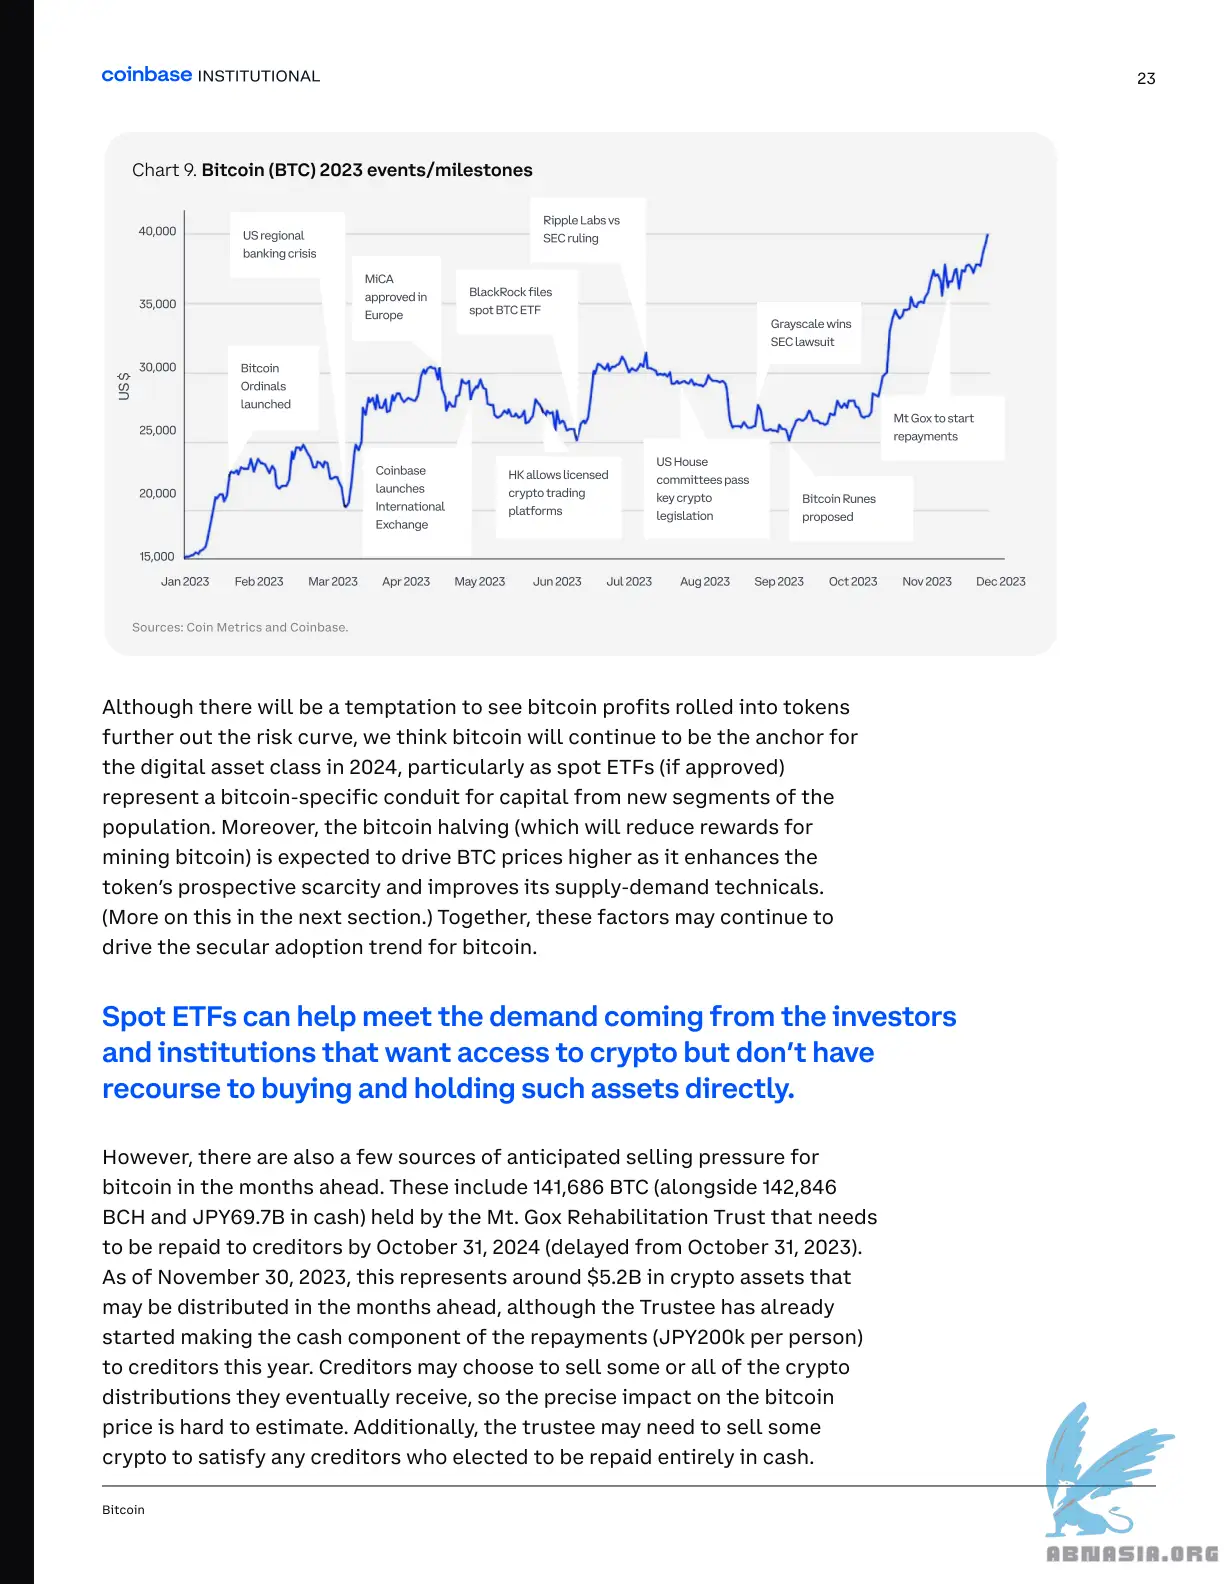 coinbase INSTITUTIONAL
23
Chart 9. Bitcoin (BTC) 2023 events/milestones
US $
40,000
35,000
30,000
25,000
20,000
15,000
US regional
banking crisis
Ripple Labs vs
SEC ruling
MiCA
approved in
Europe
BlackRock files
spot BTC ETF
Grayscale wins
SEC lawsuit
Bitcoin
Ordinals
launched
Mt Gox to start
repayments
Coinbase
launches
International
Exchange
HK allows licensed
crypto trading
platforms
US House
committees pass
key crypto
legislation
Bitcoin Runes
proposed
Jan 2023 Feb 2023 Mar 2023 Apr 2023 May 2023 Jun 2023 Jul 2023 Aug 2023 Sep 2023 Oct 2023 Nov 2023 Dec 2023
Sources: Coin Metrics and Coinbase.
Although there will be a temptation to see bitcoin profits rolled into tokens
further out the risk curve, we think bitcoin will continue to be the anchor for
the digital asset class in 2024, particularly as spot ETFs (if approved)
represent a bitcoin-specific conduit for capital from new segments of the
population. Moreover, the bitcoin halving (which will reduce rewards for
mining bitcoin) is expected to drive BTC prices higher as it enhances the
token’s prospective scarcity and improves its supply-demand technicals.
(More on this in the next section.) Together, these factors may continue to
drive the secular adoption trend for bitcoin.
Spot ETFs can help meet the demand coming from the investors
and institutions that want access to crypto but don’t have
recourse to buying and holding such assets directly.
However, there are also a few sources of anticipated selling pressure for
bitcoin in the months ahead. These include 141,686 BTC (alongside 142,846
BCH and JPY69.7B in cash) held by the Mt. Gox Rehabilitation Trust that needs
to be repaid to creditors by October 31, 2024 (delayed from October 31, 2023).
As of November 30, 2023, this represents around $5.2B in crypto assets that
may be distributed in the months ahead, although the Trustee has already
started making the cash component of the repayments (JPY200k per person)
to creditors this year. Creditors may choose to sell some or all of the crypto
distributions they eventually receive, so the precise impact on the bitcoin
price is hard to estimate. Additionally, the trustee may need to sell some
crypto to satisfy any creditors who elected to be repaid entirely in cash.
Bitcoin
ABNASIA.ORG